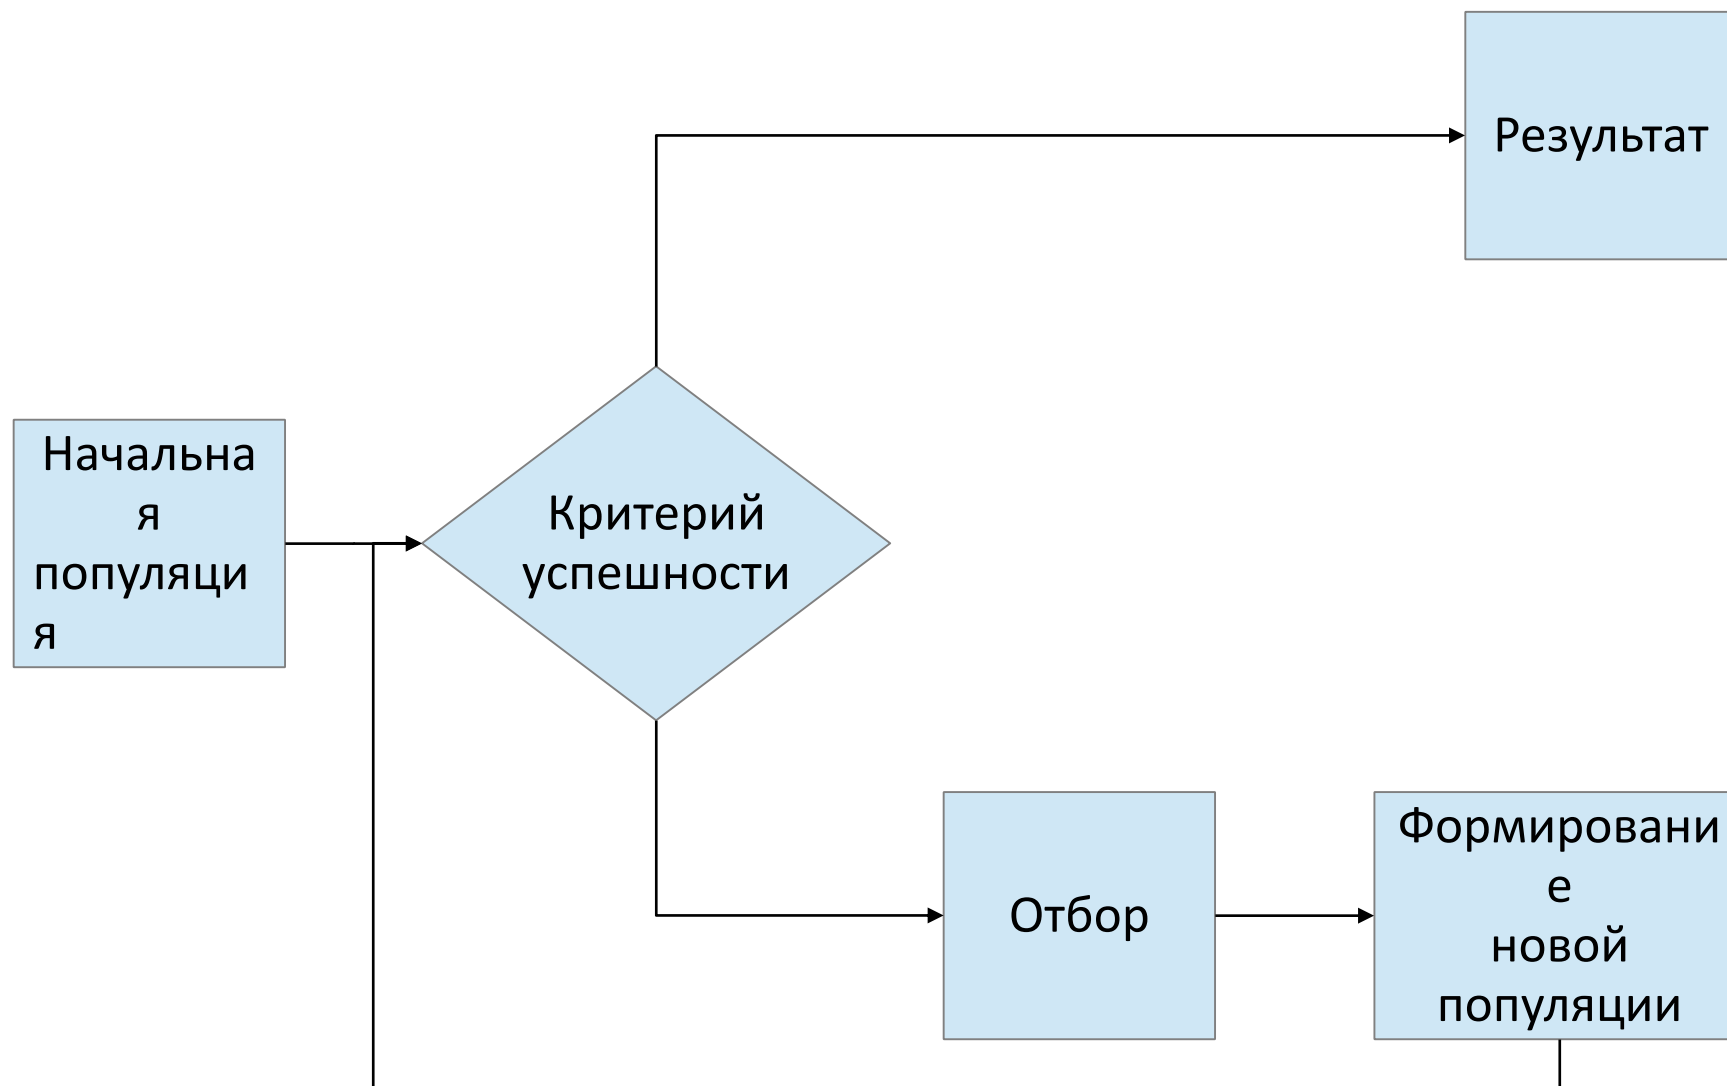 Результат
Начальна
я
популяци
я
Критерий
успешности
Отбор
Формировани
е
новой
популяции